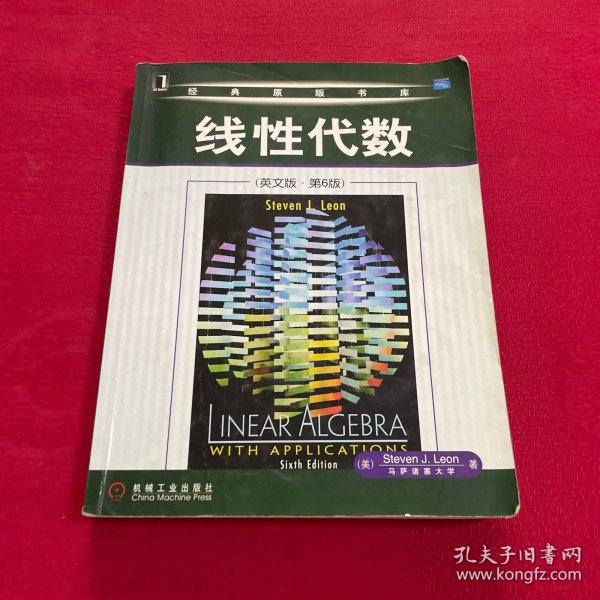 经典原版书库
线性代数
(英文版·第6版)
Steven J. Leon
LINEAR ALGEBRA
WITH APPLICATIONS
Sixth Edition
(美) Steven J. Leon 著
马萨诸塞大学
机械工业出版社
China Machine Press
孔夫子旧书网
www.kongfz.com